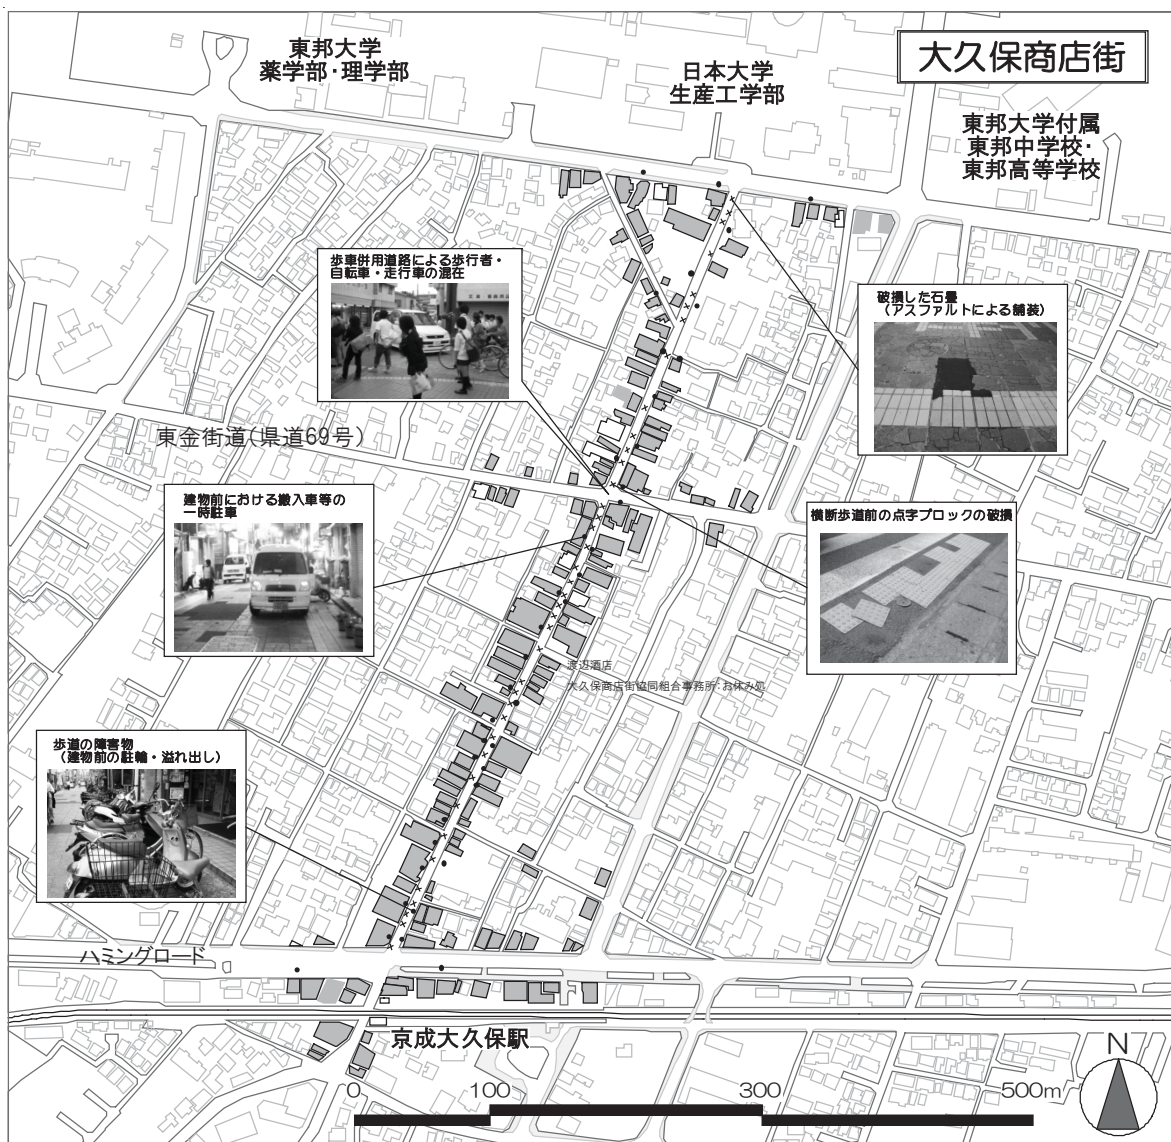 大久保商店街
東邦大学
薬学部・理学部
日本大学
生産工学部
東邦大学付属
東邦中学校・
東邦高等学校
歩車併用道路による歩行者・
自転車・走行車の混在
破損した石畳
（アスファルトによる舗装）
東金街道(県道69号)
建物前における搬入車等の
一時駐車
横断歩道前の点字ブロックの破損
渡辺酒店
大久保商店街協同組合事務所・お休み処
歩道の障害物
（建物前の駐輪・溢れ出し）
ハミングロード
京成大久保駅
N
0 100 300 500m